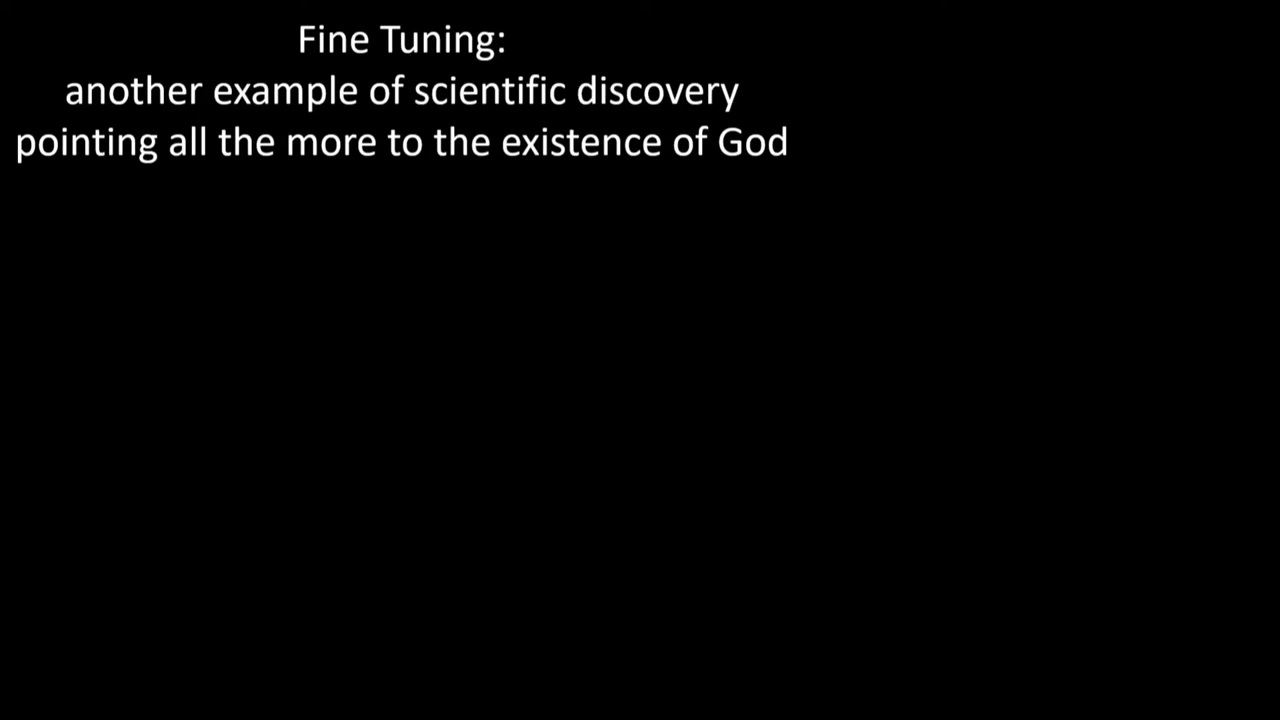 Fine Tuning:
another example of scientific discovery
pointing all the more to the existence of God